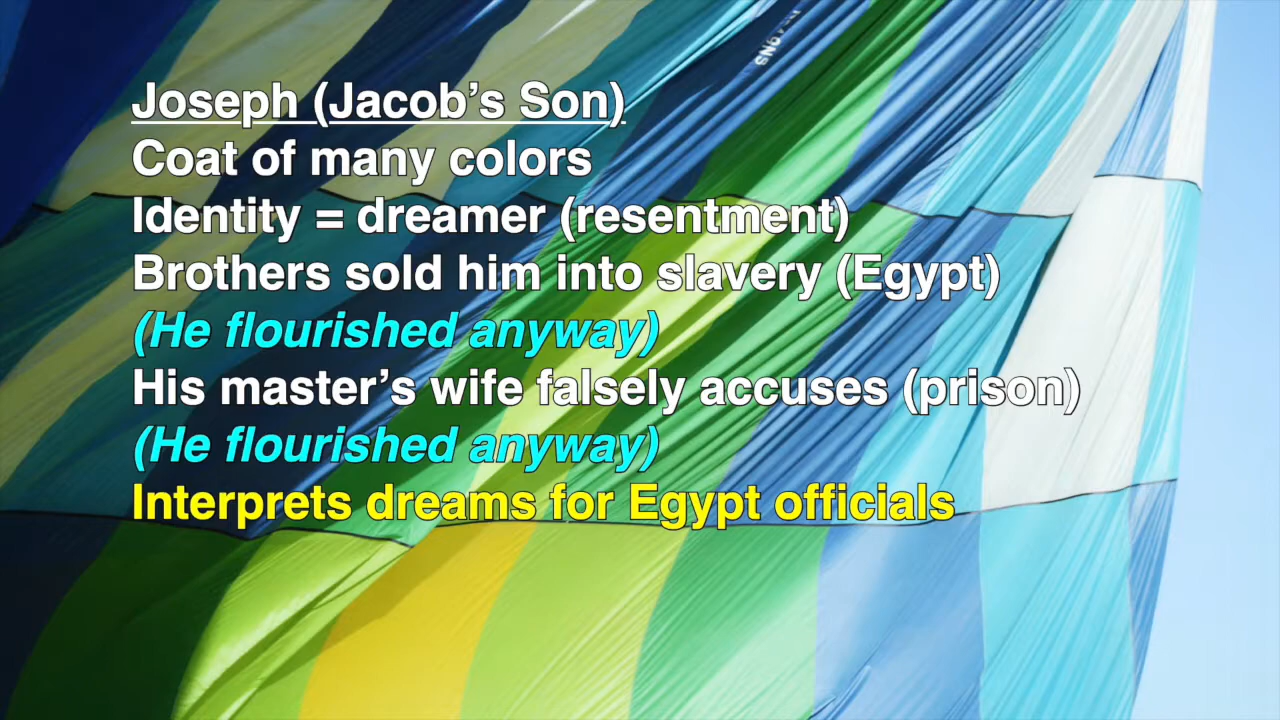 Joseph (Jacob’s Son)
Coat of many colors
Identity = dreamer (resentment)
Brothers sold him into slavery (Egypt)
(He flourished anyway)
His master’s wife falsely accuses (prison)
(He flourished anyway)
Interprets dreams for Egypt officials